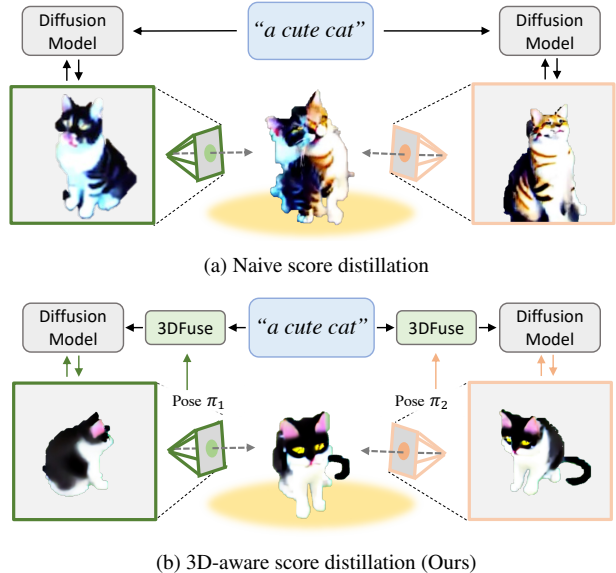 Diffusion
Model
“a cute cat”
Diffusion
Model
(a) Naive score distillation
Diffusion
Model
3DFuse
“a cute cat”
3DFuse
Diffusion
Model
Pose π₁
Pose π₂
(b) 3D-aware score distillation (Ours)